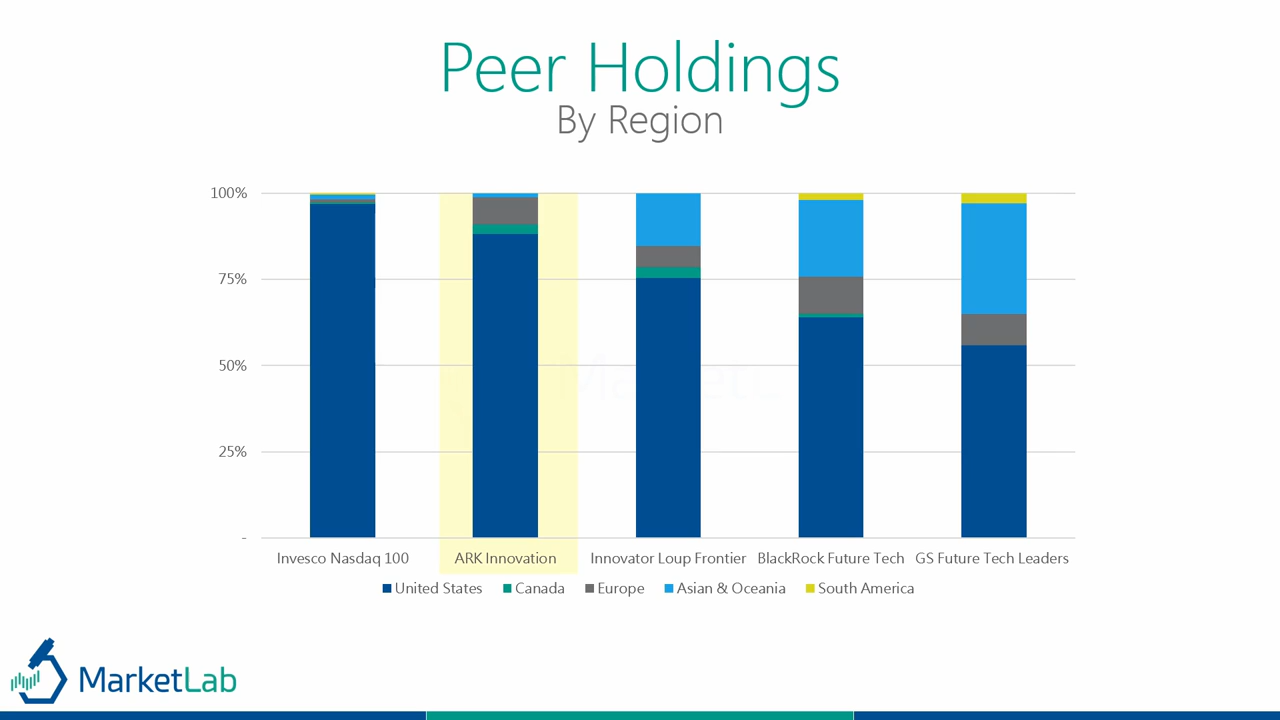 Peer Holdings
By Region
100%
75%
50%
25%
-
Invesco Nasdaq 100 ARK Innovation Innovator Loup Frontier BlackRock Future Tech GS Future Tech Leaders
United States Canada Europe Asian & Oceania South America
MarketLab